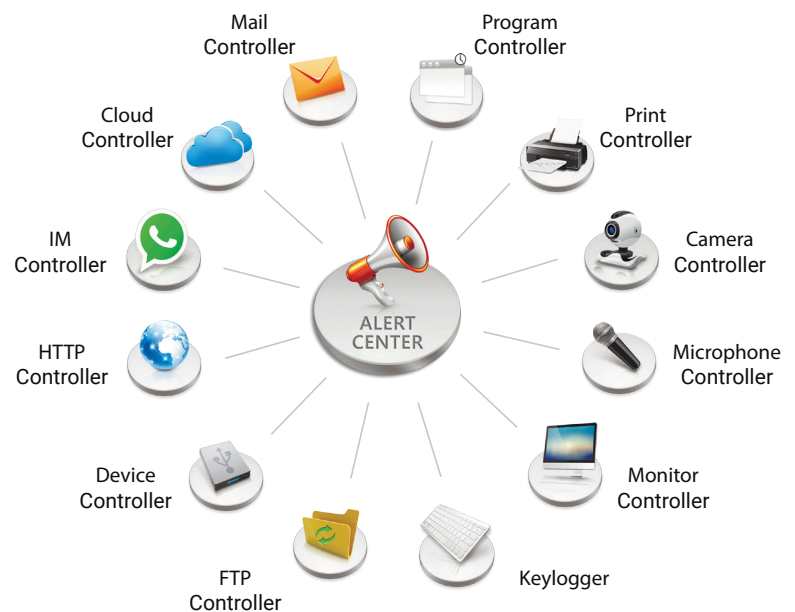 Mail
Controller
Program
Controller
Cloud
Controller
Print
Controller
IM
Controller
Camera
Controller
ALERT
CENTER
HTTP
Controller
Microphone
Controller
Device
Controller
Monitor
Controller
FTP
Controller
Keylogger